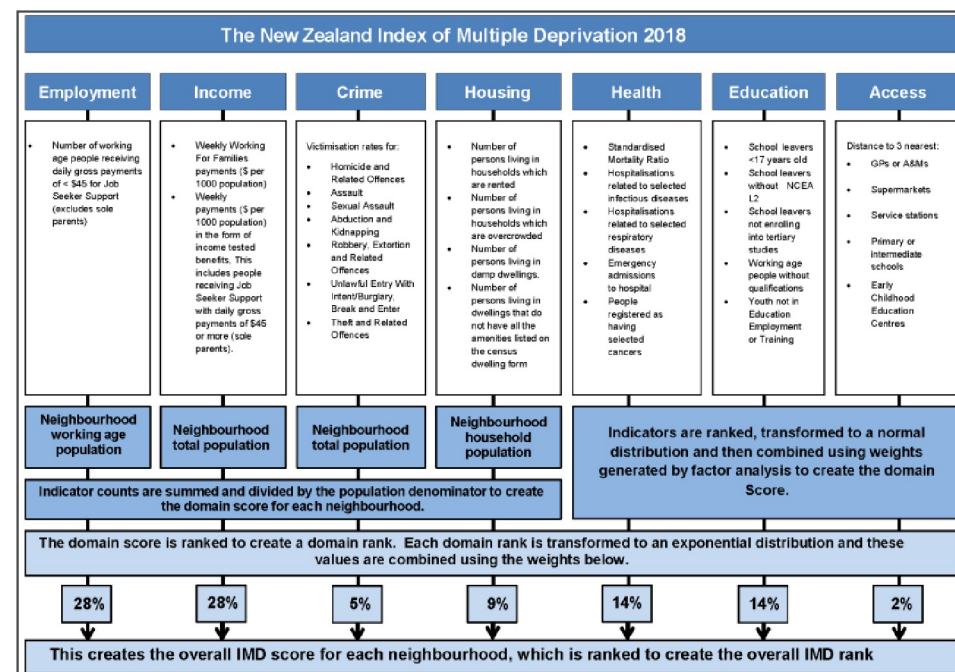 The New Zealand Index of Multiple Deprivation 2018
Employment
Income
Crime
Housing
Health
Education
Access
• Number of working
age people receiving
daily gross payments
of < $45 for Job
Seeker Support
(excludes sole
parents)
• Weekly Working
For Families
payments ($ per
1000 population)
• Weekly
payments ($ per
1000 population)
in the form of
income tested
benefits. This
includes people
receiving Job
Seeker Support
with daily gross
payments of $45
or more (sole
parents).
Victimisation rates for:
• Homicide and
Related Offences
• Assault
• Sexual Assault
• Abduction and
Kidnapping
• Robbery, Extortion
and Related
Offences
• Unlawful Entry With
Intent/Burglary,
Break and Enter
• Theft and Related
Offences
• Number of
persons living in
households which
are rented
• Number of
persons living in
households which
are overcrowded
• Number of
persons living in
damp dwellings.
• Number of
persons living in
dwellings that do
not have all the
amenities listed on
the census
dwelling form
• Standardised
Mortality Ratio
• Hospitalisations
related to selected
infectious diseases
• Hospitalisations
related to selected
respiratory
diseases
• Emergency
admissions
to hospital
• People
registered as
having
selected
cancers
• School leavers
<17 years old
• School leavers
without NCEA
L2
• School leavers
not enrolling
into tertiary
studies
• Working age
people without
qualifications
• Youth not in
Education
Employment
or Training
Distance to 3 nearest:
• GPs or A&Ms
• Supermarkets
• Service stations
• Primary or
intermediate
schools
• Early
Childhood
Education
Centres
Neighbourhood
working age
population
Neighbourhood
total population
Neighbourhood
total population
Neighbourhood
household
population
Indicators are ranked, transformed to a normal
distribution and then combined using weights
generated by factor analysis to create the domain
Score.
Indicator counts are summed and divided by the population denominator to create
the domain score for each neighbourhood.
The domain score is ranked to create a domain rank. Each domain rank is transformed to an exponential distribution and these
values are combined using the weights below.
28%
28%
5%
9%
14%
14%
2%
This creates the overall IMD score for each neighbourhood, which is ranked to create the overall IMD rank